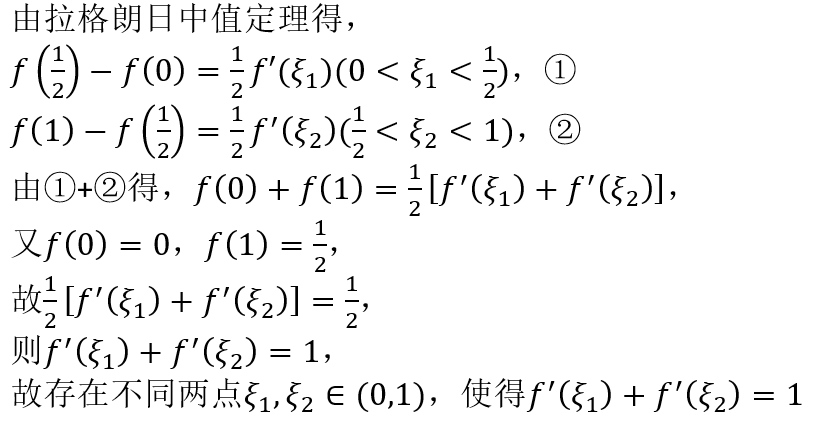 由拉格朗日中值定理得，
f(1/2) − f(0) = 1/2 f′(ξ₁)(0 < ξ₁ < 1/2)，①
f(1) − f(1/2) = 1/2 f′(ξ₂)(1/2 < ξ₂ < 1)，②
由①+②得，f(0) + f(1) = 1/2 [f′(ξ₁) + f′(ξ₂)]，
又f(0) = 0，f(1) = 1/2，
故1/2 [f′(ξ₁) + f′(ξ₂)] = 1/2，
则f′(ξ₁) + f′(ξ₂) = 1，
故存在不同两点ξ₁, ξ₂ ∈ (0,1)，使得f′(ξ₁) + f′(ξ₂) = 1